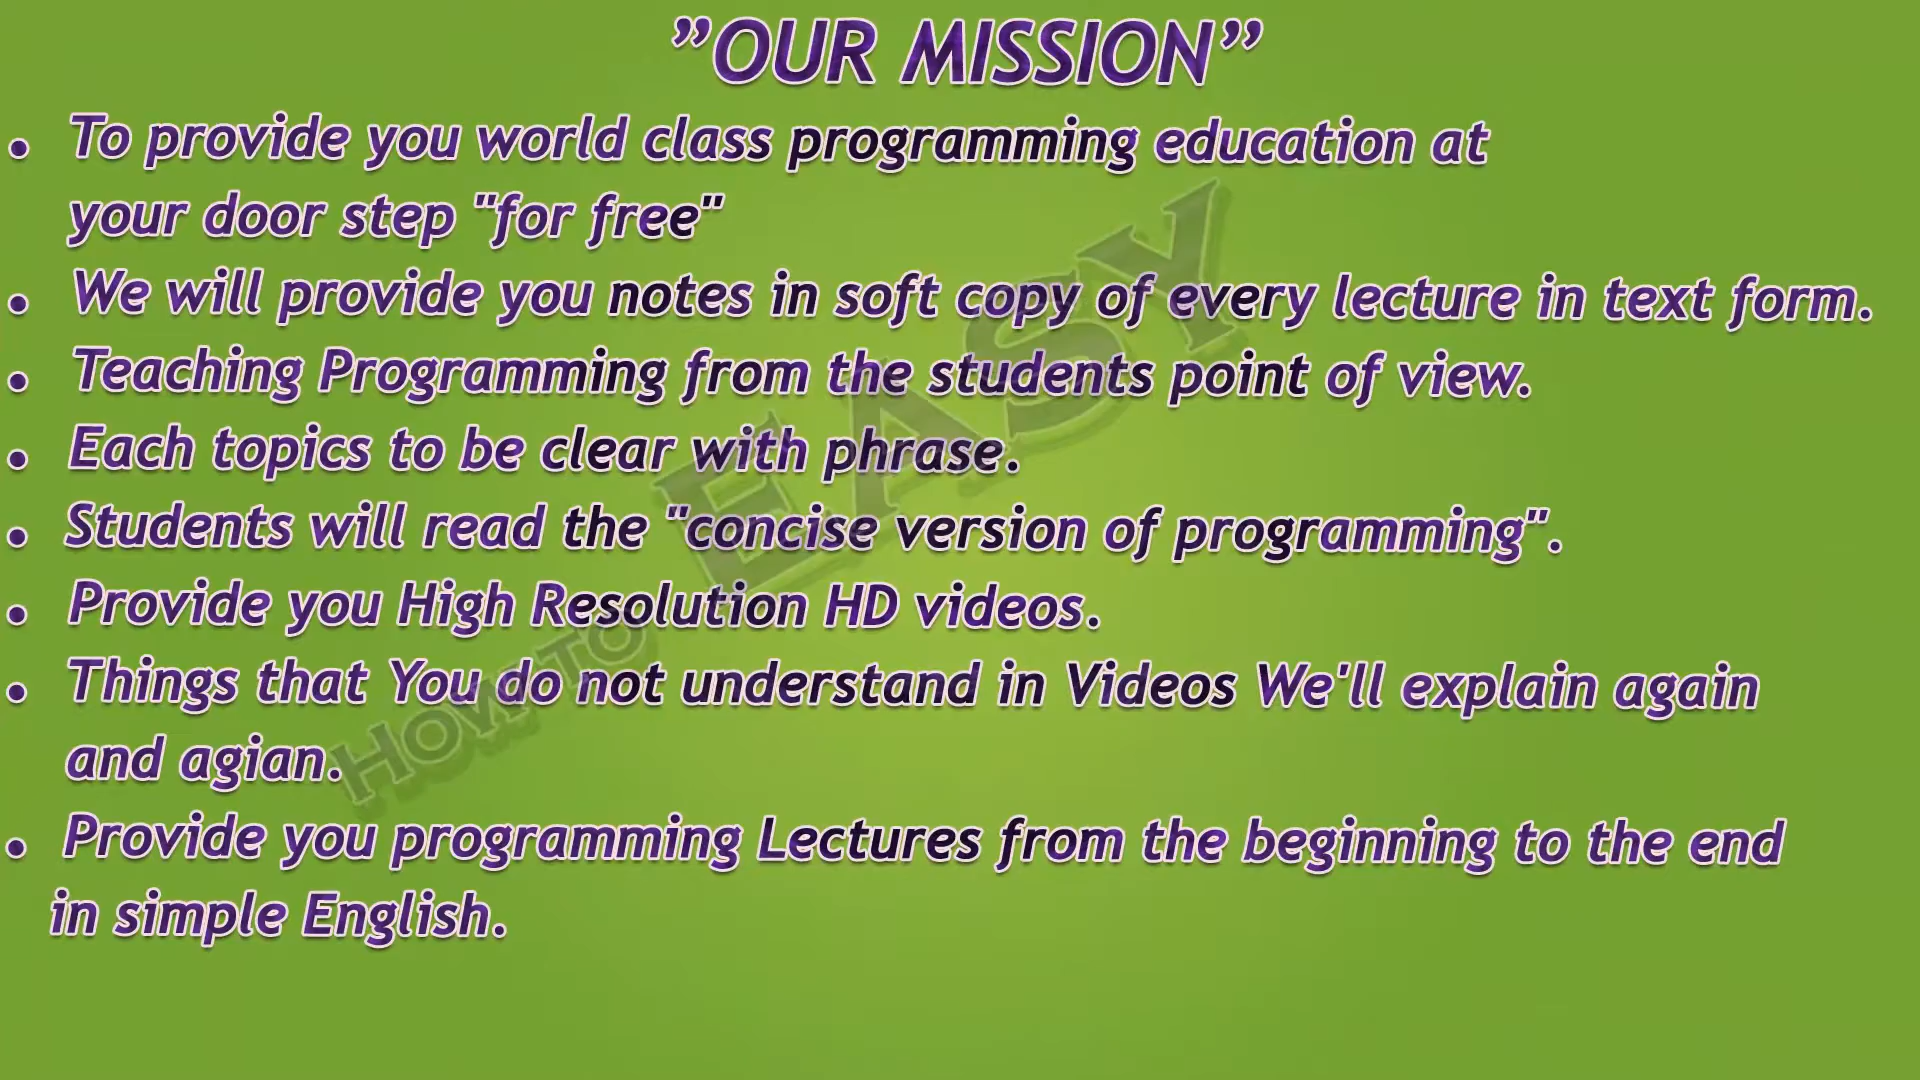 ”OUR MISSION”
• To provide you world class programming education at
your door step "for free"
• We will provide you notes in soft copy of every lecture in text form.
• Teaching Programming from the students point of view.
• Each topics to be clear with phrase.
• Students will read the "concise version of programming".
• Provide you High Resolution HD videos.
• Things that You do not understand in Videos We'll explain again
and agian.
• Provide you programming Lectures from the beginning to the end
in simple English.
HOW TO EASY